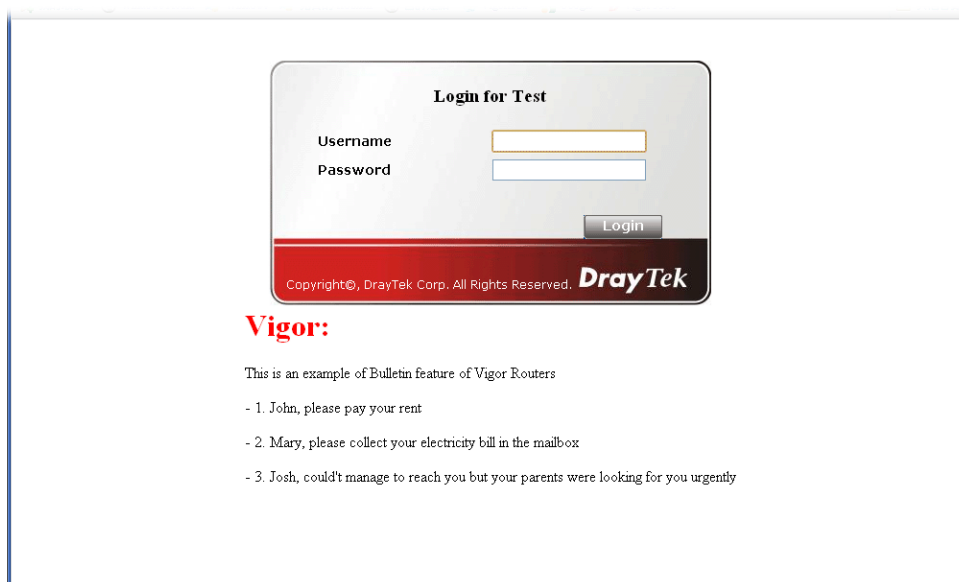 Login for Test
Username
Password
Login
Copyright©, DrayTek Corp. All Rights Reserved. DrayTek
Vigor:
This is an example of Bulletin feature of Vigor Routers
- 1. John, please pay your rent
- 2. Mary, please collect your electricity bill in the mailbox
- 3. Josh, could't manage to reach you but your parents were looking for you urgently